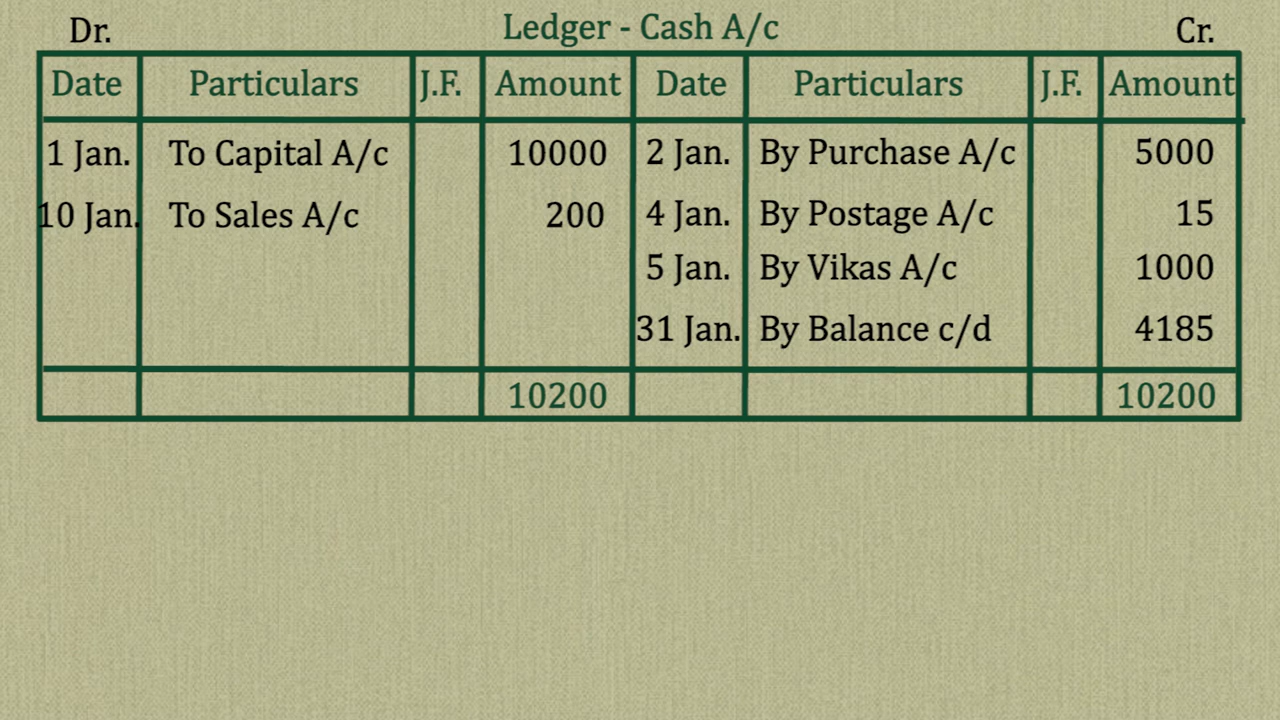 Dr. Ledger - Cash A/c Cr.
Date Particulars J.F. Amount Date Particulars J.F. Amount
1 Jan. To Capital A/c 10000 2 Jan. By Purchase A/c 5000
10 Jan. To Sales A/c 200 4 Jan. By Postage A/c 15
5 Jan. By Vikas A/c 1000
31 Jan. By Balance c/d 4185
10200 10200